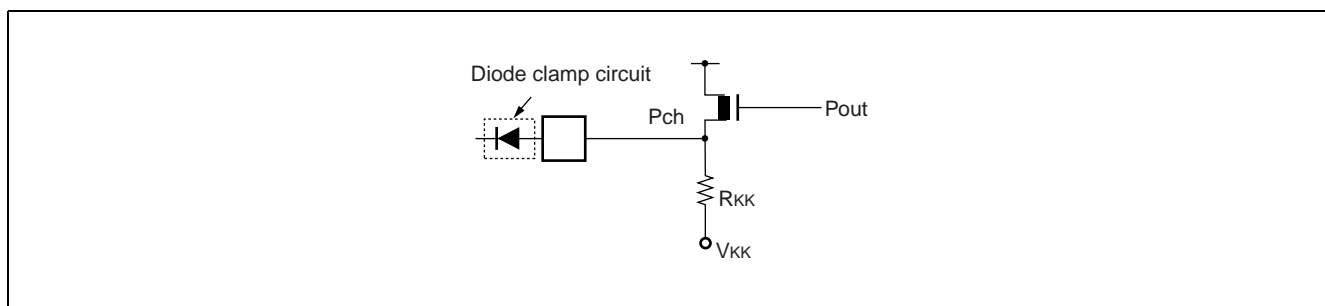 Diode clamp circuit
Pch
Pout
RKK
VKK